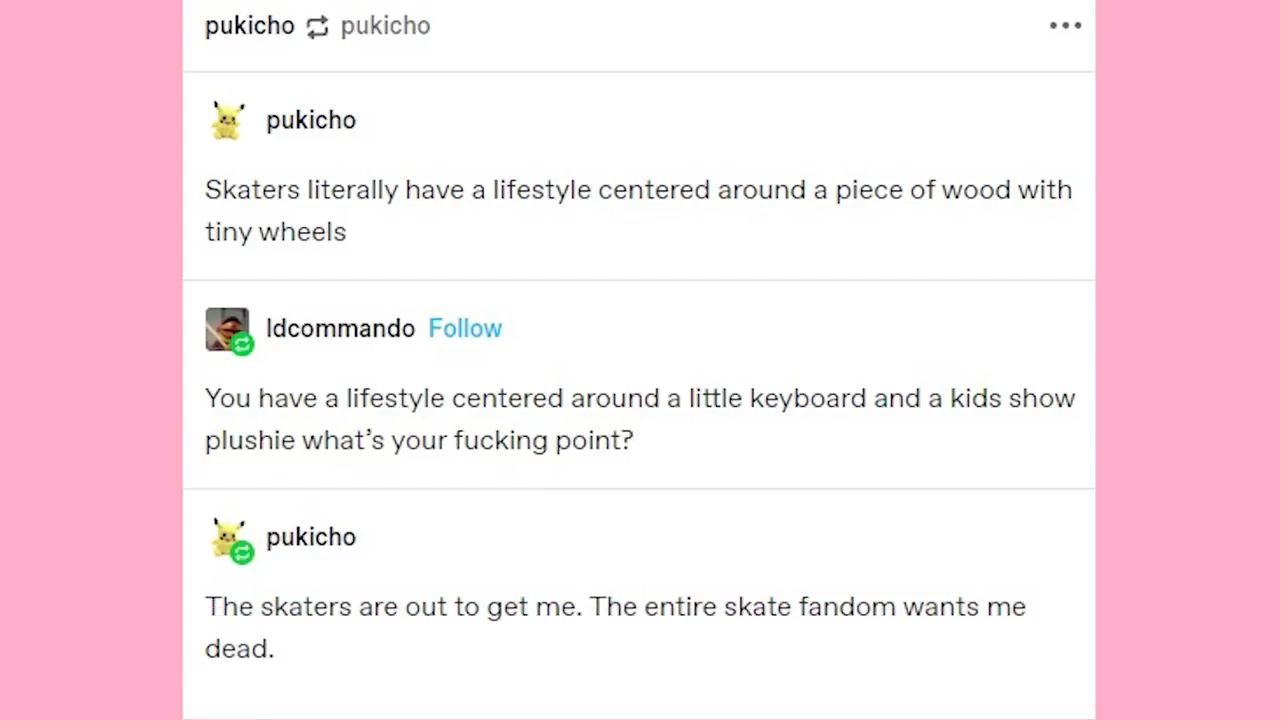 pukicho pukicho
pukicho
Skaters literally have a lifestyle centered around a piece of wood with
tiny wheels
ldcommando Follow
You have a lifestyle centered around a little keyboard and a kids show
plushie what’s your fucking point?
pukicho
The skaters are out to get me. The entire skate fandom wants me
dead.